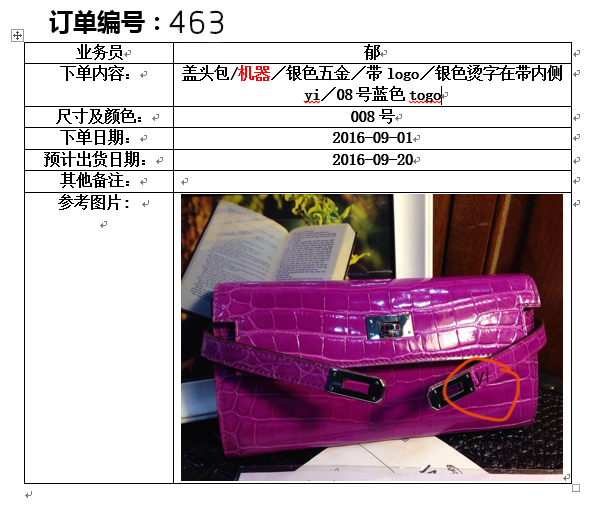 订单编号：463
业务员
郁
下单内容：
盖头包/机器／银色五金／带 logo／银色烫字在带内侧
yi／08 号蓝色 togo
尺寸及颜色：
008 号
下单日期：
2016-09-01
预计出货日期：
2016-09-20
其他备注：
参考图片：
yi